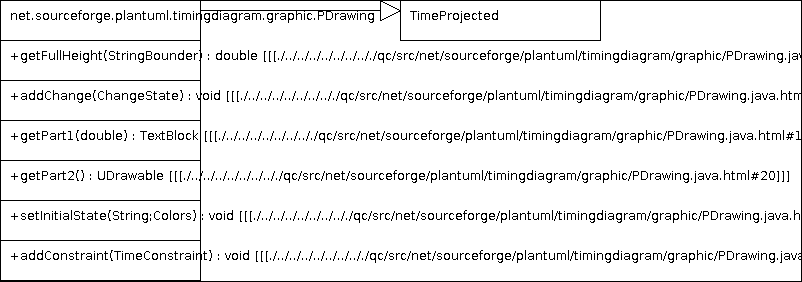 net.sourceforge.plantuml.timingdiagram.graphic.PDrawing
TimeProjected
+getFullHeight(StringBounder) : double [[[./../../../../../../../../qc/src/net/sourceforge/plantuml/timingdiagram/graphic/PDrawing.jav
+addChange(ChangeState) : void [[[./../../../../../../../../qc/src/net/sourceforge/plantuml/timingdiagram/graphic/PDrawing.java.htm
+getPart1(double) : TextBlock [[[./../../../../../../../../qc/src/net/sourceforge/plantuml/timingdiagram/graphic/PDrawing.java.html#1
+getPart2() : UDrawable [[[./../../../../../../../../qc/src/net/sourceforge/plantuml/timingdiagram/graphic/PDrawing.java.html#20]]]
+setInitialState(String;Colors) : void [[[./../../../../../../../../qc/src/net/sourceforge/plantuml/timingdiagram/graphic/PDrawing.java.h
+addConstraint(TimeConstraint) : void [[[./../../../../../../../../qc/src/net/sourceforge/plantuml/timingdiagram/graphic/PDrawing.java